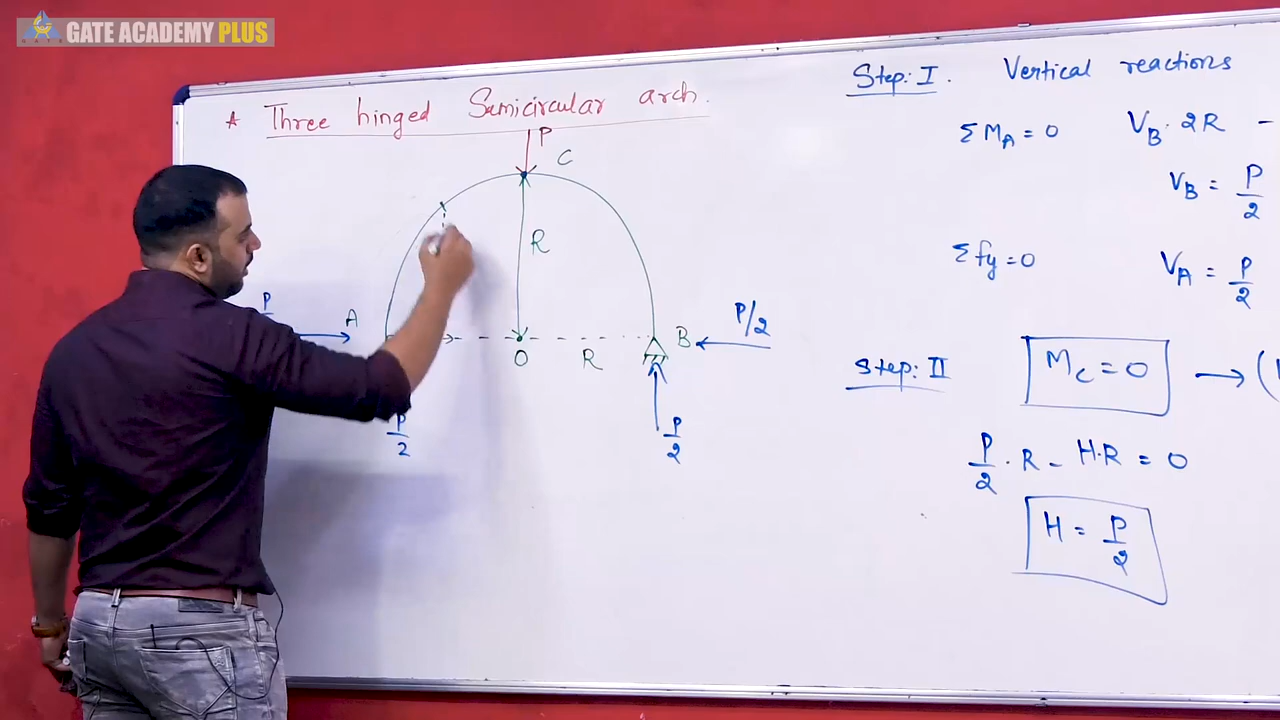 GATE ACADEMY PLUS
* Three hinged Semicircular arch.
P
C
R
P
A
O
R
B
P/2
P/2
P/2
Step: I. Vertical reactions
ΣM_A = 0 V_B · 2R -
V_B = P/2
Σfy = 0 V_A = P/2
Step: II M_C = 0 → (
P/2 · R - H·R = 0
H = P/2